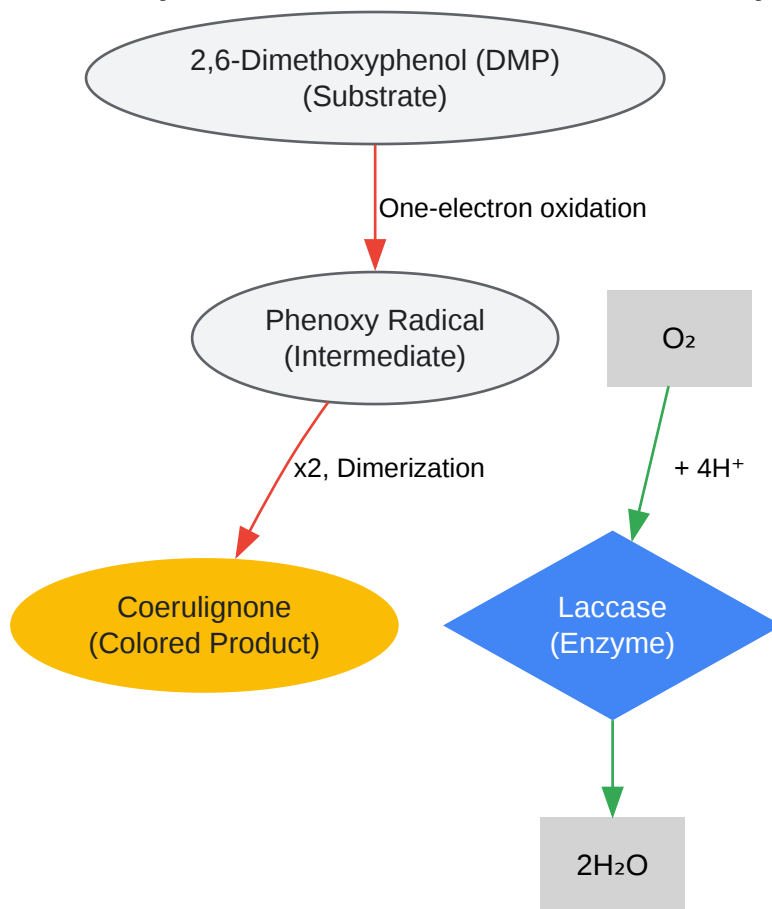 2,6-Dimethoxyphenol (DMP)
(Substrate)
One-electron oxidation
Phenoxy Radical
(Intermediate)
O₂
x2, Dimerization
+ 4H⁺
Coerulignone
(Colored Product)
Laccase
(Enzyme)
2H₂O